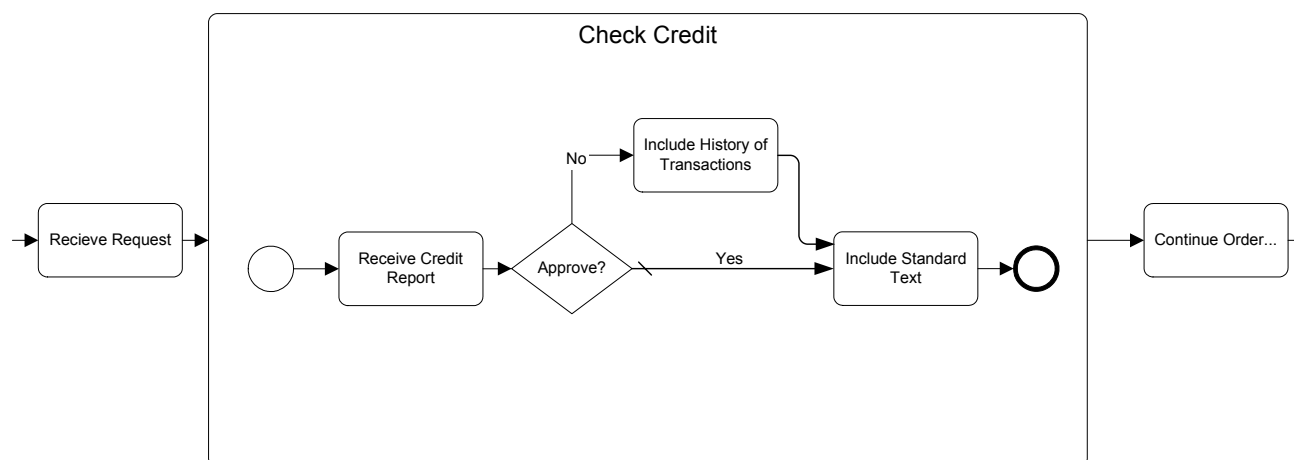 Check Credit
Include History of
Transactions
No
Recieve Request
Receive Credit
Report
Approve?
Yes
Include Standard
Text
Continue Order...